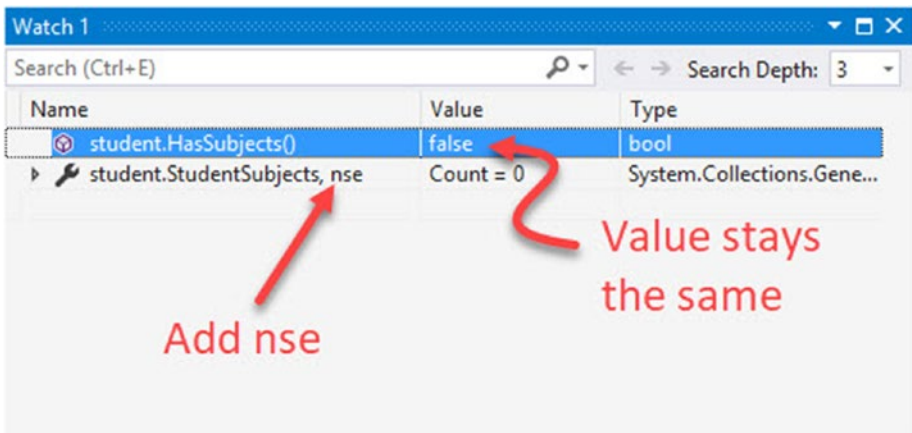 Watch 1
Search (Ctrl+E) Search Depth: 3
Name Value Type
student.HasSubjects() false bool
student.StudentSubjects, nse Count = 0 System.Collections.Gene...
Value stays
the same
Add nse